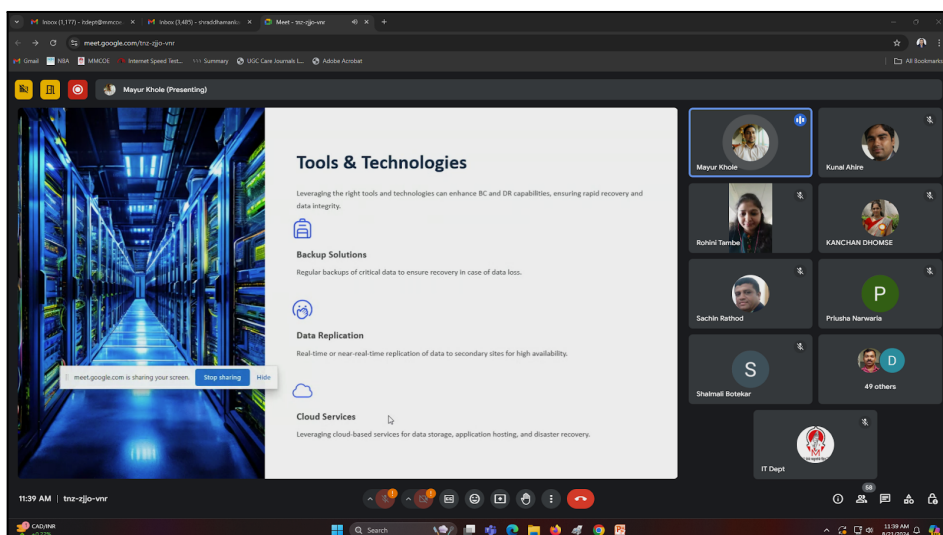 Inbox (1,177) - itdept@mmcoe.
Inbox (3,485) - shraddhamankar
Meet - tnz-zjjo-vnr
meet.google.com/tnz-zjjo-vnr
Gmail
NBA
MMCOE
Internet Speed Test...
Summary
UGC Care Journals L...
Adobe Acrobat
All Bookmarks
Mayur Khole (Presenting)
Tools & Technologies
Leveraging the right tools and technologies can enhance BC and DR capabilities, ensuring rapid recovery and
data integrity.
Backup Solutions
Regular backups of critical data to ensure recovery in case of data loss.
Data Replication
Real-time or near-real-time replication of data to secondary sites for high availability.
meet.google.com is sharing your screen.
Stop sharing
Hide
Cloud Services
Leveraging cloud-based services for data storage, application hosting, and disaster recovery.
Mayur Khole
Kunal Ahire
Rohini Tambe
KANCHAN DHOMSE
Sachin Rathod
P
Priusha Narwaria
S
Shalmali Botekar
D
49 others
IT Dept
11:39 AM | tnz-zjjo-vnr
58
CAD/INR
+0.22%
Search
11:39 AM
8/21/2024